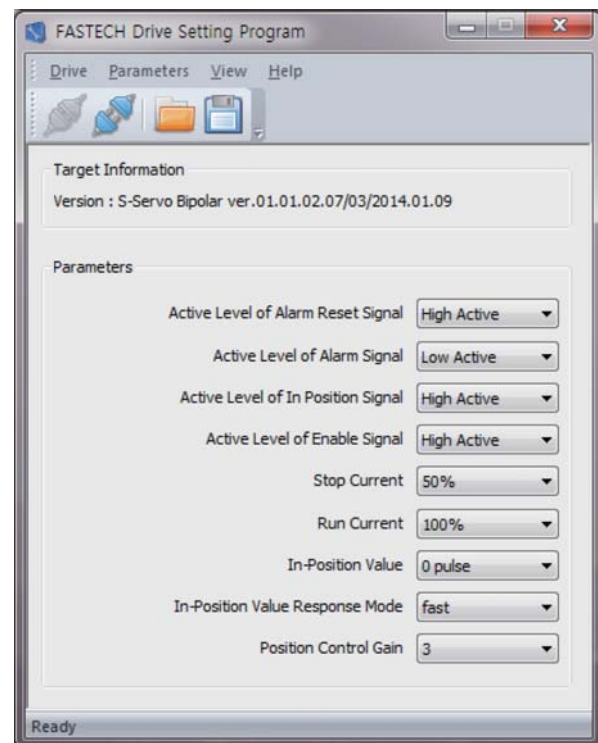 FASTECH Drive Setting Program
Drive Parameters View Help
Target Information
Version : S-Servo Bipolar ver.01.01.02.07/03/2014.01.09
Parameters
Active Level of Alarm Reset Signal High Active
Active Level of Alarm Signal Low Active
Active Level of In Position Signal High Active
Active Level of Enable Signal High Active
Stop Current 50%
Run Current 100%
In-Position Value 0 pulse
In-Position Value Response Mode fast
Position Control Gain 3
Ready